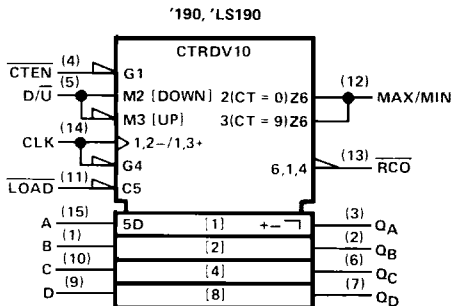 '190, 'LS190
CTRDV10
CTEN (4) G1
D/U (5) M2 [DOWN] 2(CT = 0)Z6 (12) MAX/MIN
M3 [UP] 3(CT = 9)Z6
CLK (14) 1,2–/1,3+
G4 6,1,4 (13) RCO
LOAD (11) C5
A (15) 5D [1] +– (3) QA
B (1) [2] (2) QB
C (10) [4] (6) QC
D (9) [8] (7) QD